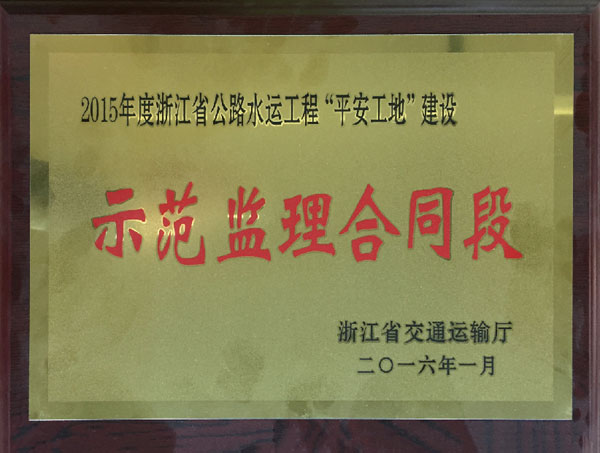 2015年度浙江省公路水运工程“平安工地”建设
示范监理合同段
浙江省交通运输厅
二〇一六年一月